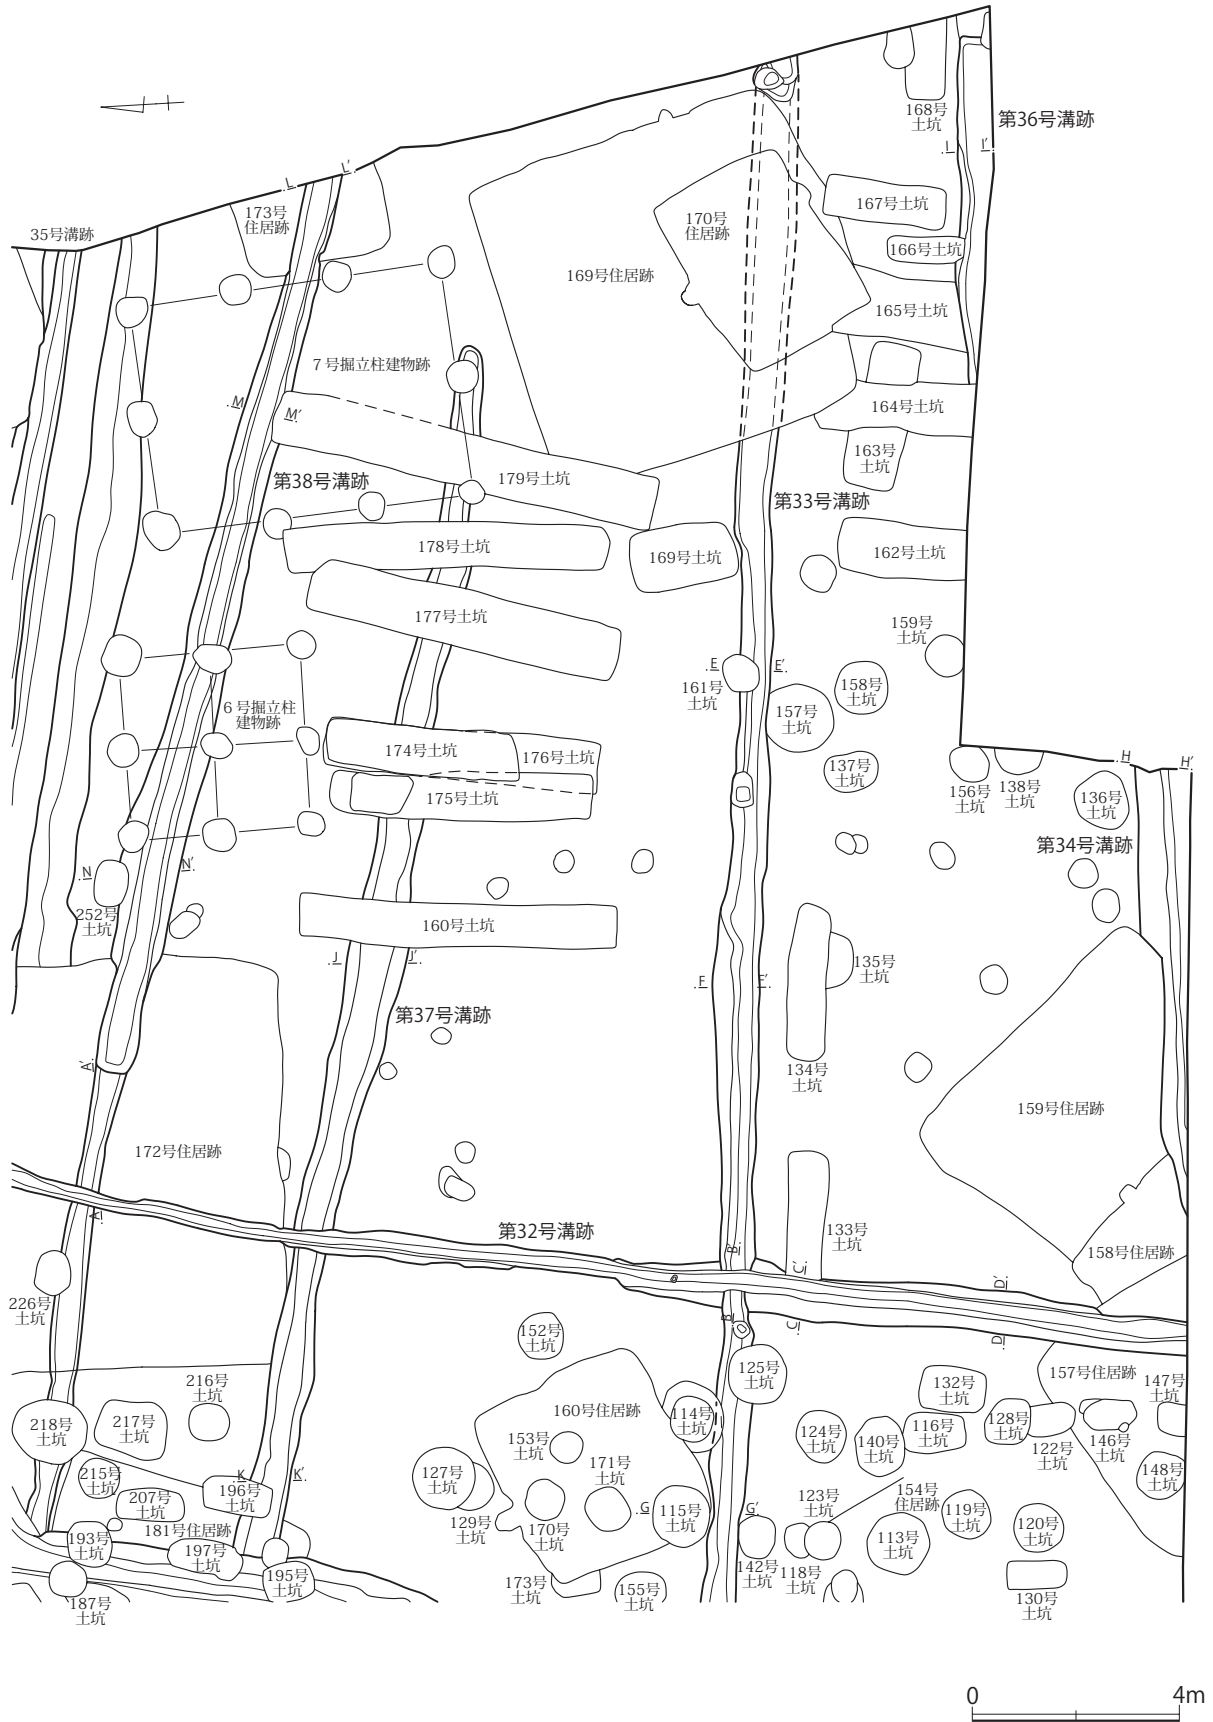 168号
土坑
第36号溝跡
I
I′
L
L′
167号土坑
173号
住居跡
170号
住居跡
35号溝跡
166号土坑
169号住居跡
165号土坑
7号掘立柱建物跡
M
M′
164号土坑
163号
土坑
第38号溝跡
179号土坑
第33号溝跡
178号土坑
169号土坑
162号土坑
177号土坑
159号
土坑
E
E′
161号
土坑
158号
土坑
6号掘立柱
建物跡
157号
土坑
174号土坑
176号土坑
137号
土坑
H
H′
156号
土坑
138号
土坑
136号
土坑
175号土坑
第34号溝跡
N
N′
252号
土坑
160号土坑
J
J′
135号
土坑
F
F′
第37号溝跡
A′
134号
土坑
159号住居跡
172号住居跡
A
第32号溝跡
133号
土坑
B′
C′
158号住居跡
D′
226号
土坑
B
C
D
152号
土坑
125号
土坑
157号住居跡
216号
土坑
132号
土坑
147号
土坑
218号
土坑
217号
土坑
160号住居跡
114号
土坑
124号
土坑
140号
土坑
116号
土坑
128号
土坑
122号
土坑
146号
土坑
153号
土坑
171号
土坑
127号
土坑
148号
土坑
215号
土坑
K
K′
196号
土坑
207号
土坑
154号
住居跡
123号
土坑
G
G′
115号
土坑
119号
土坑
129号
土坑
170号
土坑
120号
土坑
193号
土坑
181号住居跡
197号
土坑
113号
土坑
142号
土坑
118号
土坑
195号
土坑
173号
土坑
155号
土坑
130号
土坑
187号
土坑
0
4m